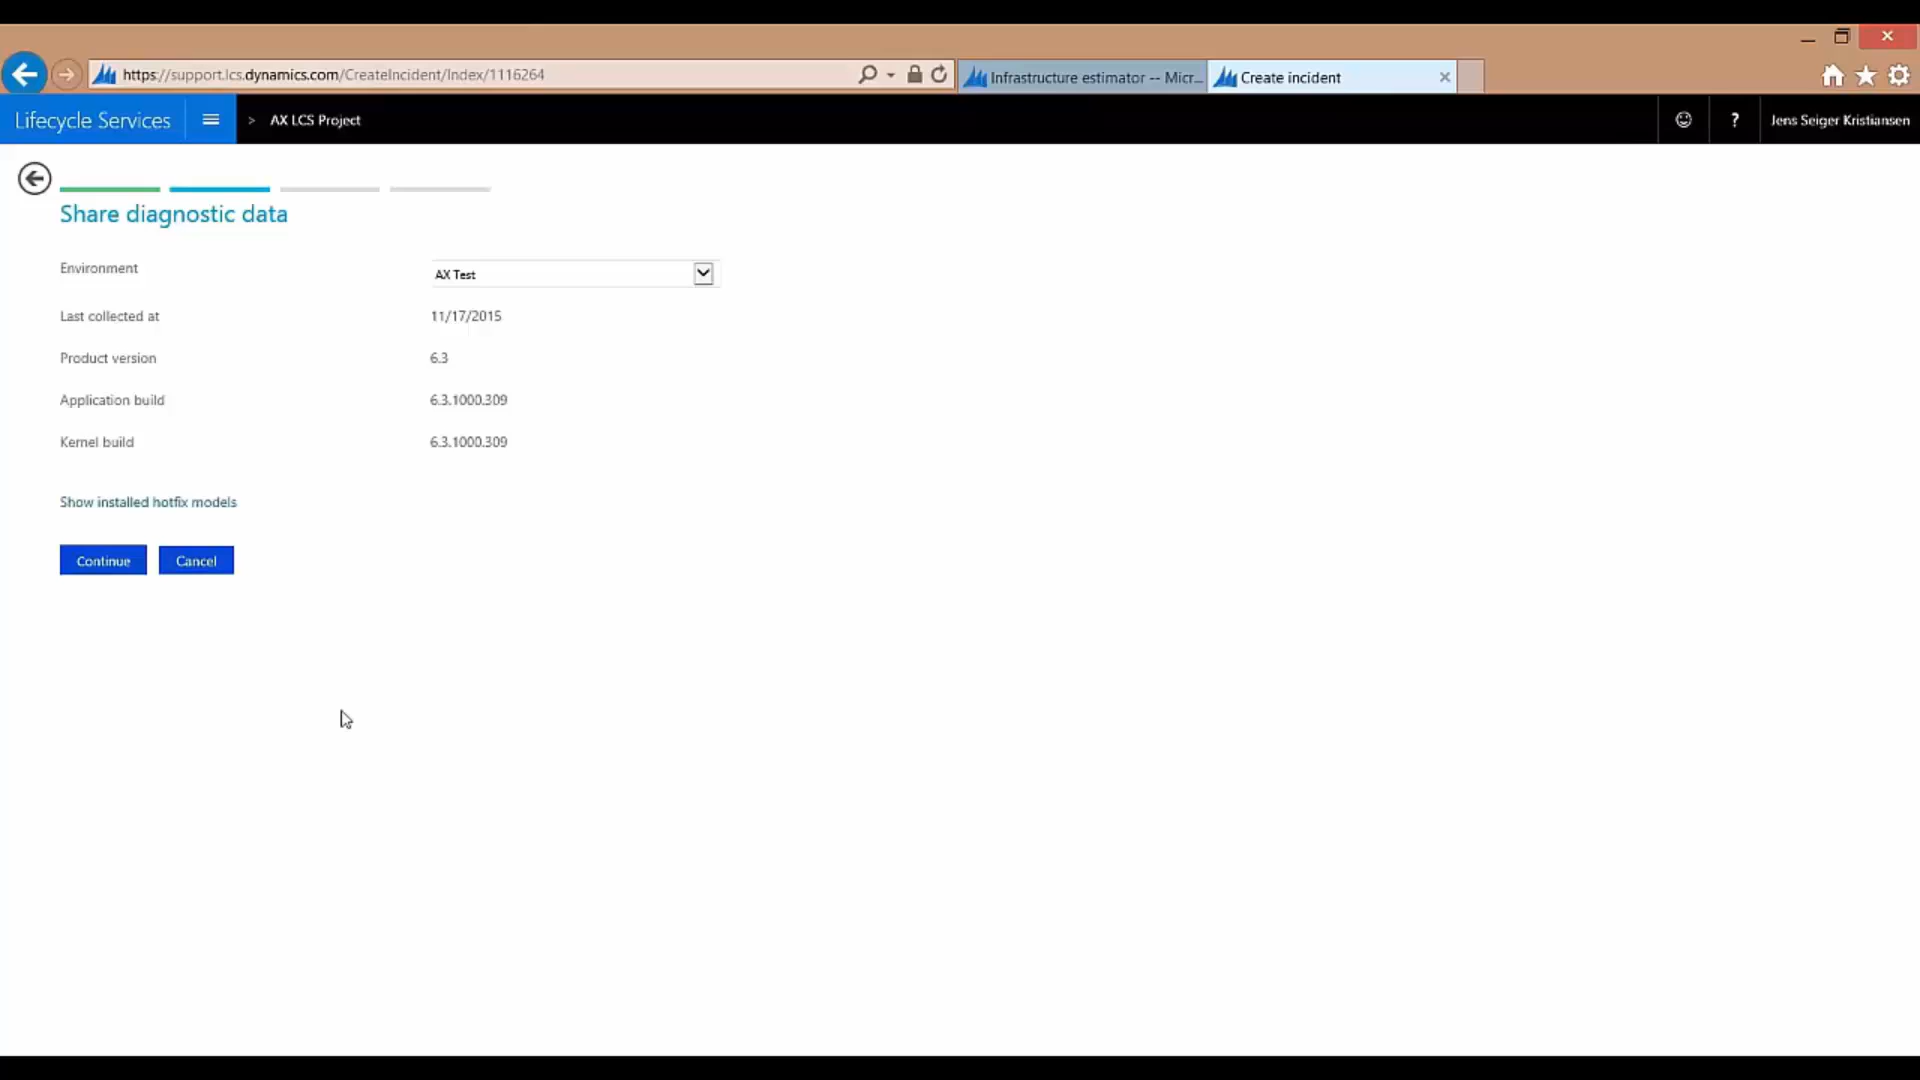 https://support.lcs.dynamics.com/CreateIncident/Index/1116264
Infrastructure estimator -- Micr...
Create incident
Lifecycle Services
> AX LCS Project
?
Jens Seiger Kristiansen
Share diagnostic data
Environment
AX Test
Last collected at
11/17/2015
Product version
6.3
Application build
6.3.1000.309
Kernel build
6.3.1000.309
Show installed hotfix models
Continue
Cancel